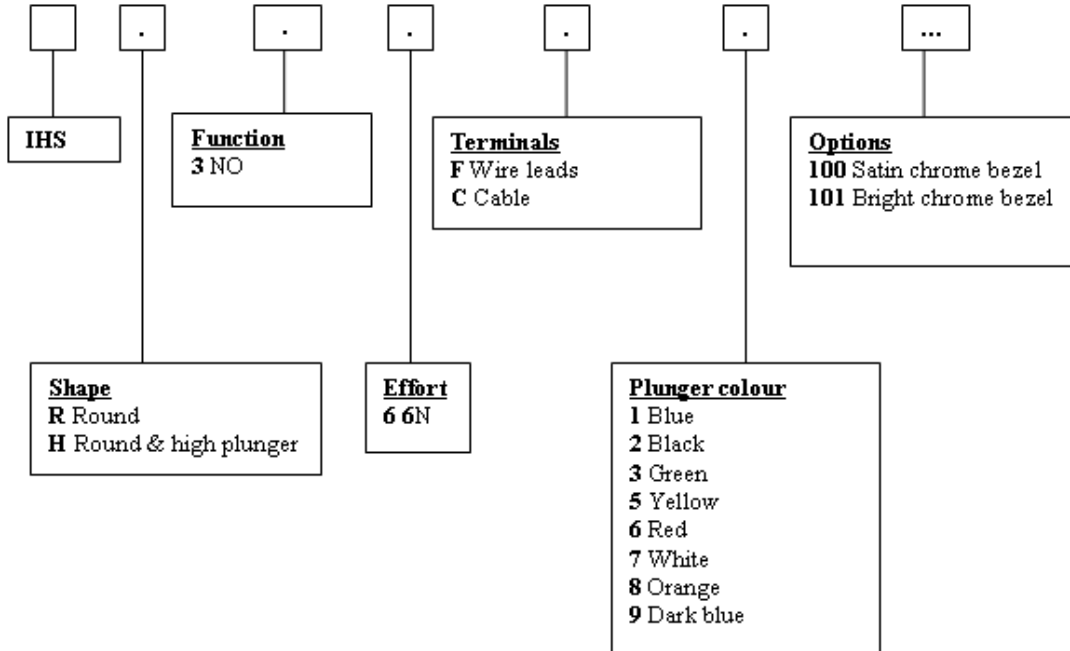 . . . . . ...
IHS
Function
3 NO
Terminals
F Wire leads
C Cable
Options
100 Satin chrome bezel
101 Bright chrome bezel
Shape
R Round
H Round & high plunger
Effort
6 6N
Plunger colour
1 Blue
2 Black
3 Green
5 Yellow
6 Red
7 White
8 Orange
9 Dark blue